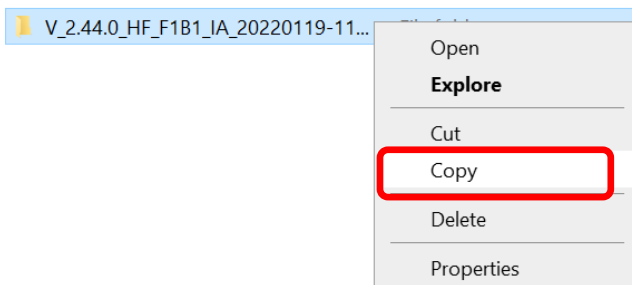 V_2.44.0_HF_F1B1_IA_20220119-11...
Open
Explore
Cut
Copy
Delete
Properties